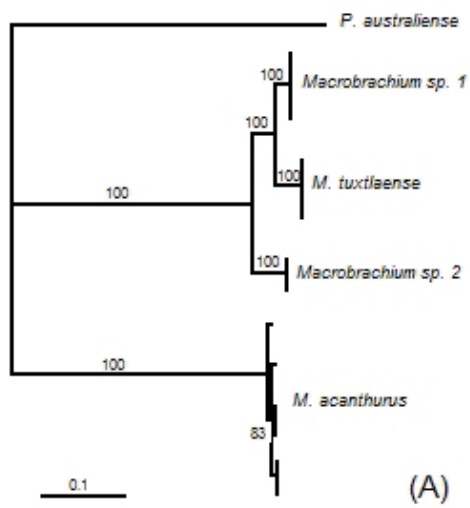 P. australiense
100
Macrobrachium sp. 1
100
100
M. tuxtlaense
100
100
Macrobrachium sp. 2
100
M. acanthurus
83
0.1
(A)